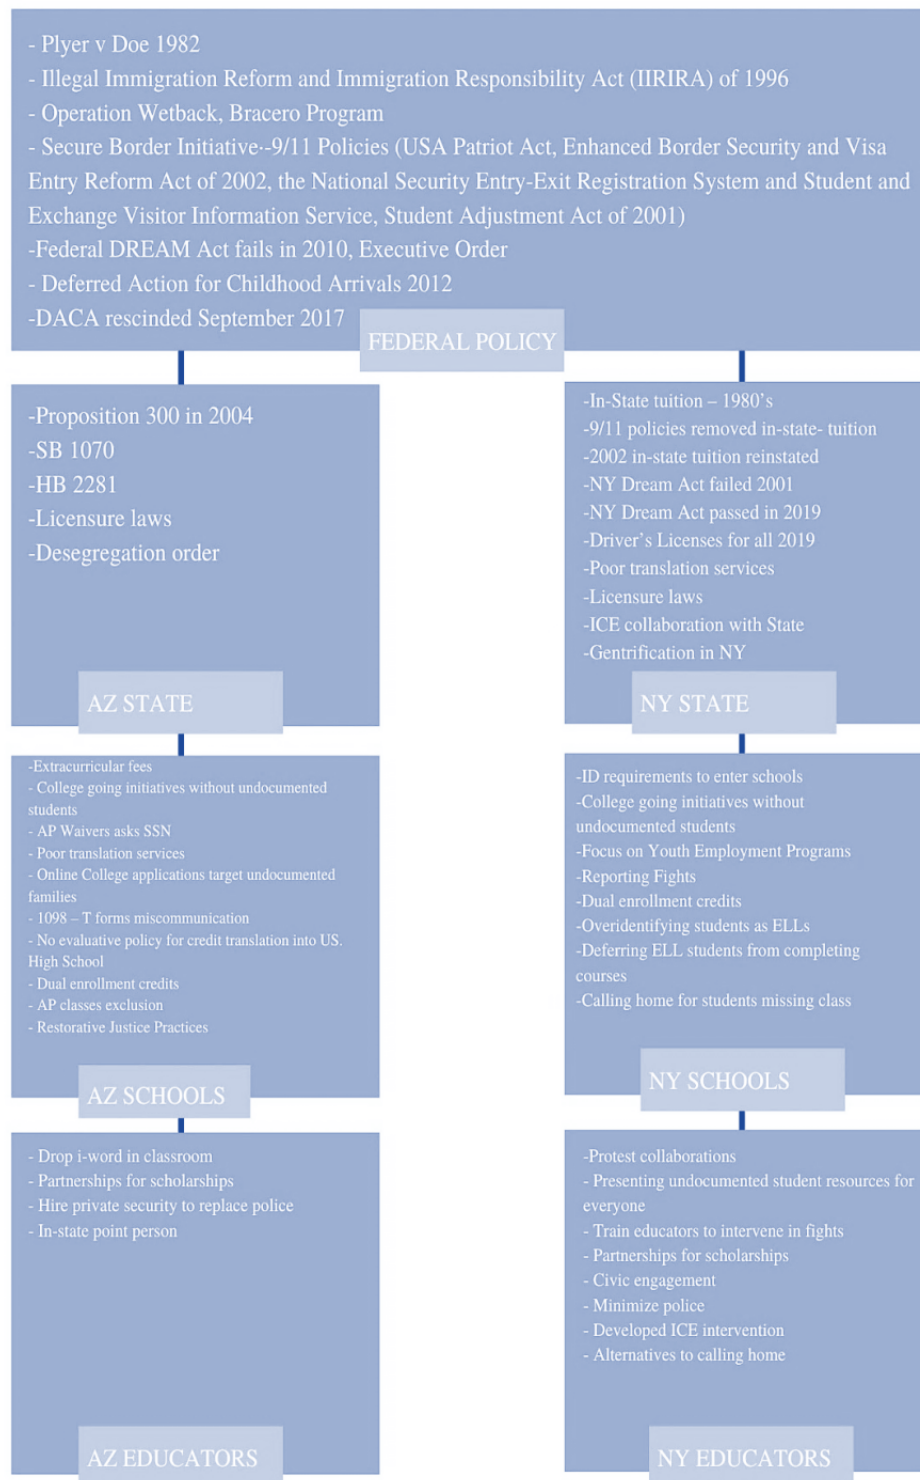 - Plyer v Doe 1982
- Illegal Immigration Reform and Immigration Responsibility Act (IIRIRA) of 1996
- Operation Wetback, Bracero Program
- Secure Border Initiative--9/11 Policies (USA Patriot Act, Enhanced Border Security and Visa
Entry Reform Act of 2002, the National Security Entry-Exit Registration System and Student and
Exchange Visitor Information Service, Student Adjustment Act of 2001)
-Federal DREAM Act fails in 2010, Executive Order
- Deferred Action for Childhood Arrivals 2012
-DACA rescinded September 2017
FEDERAL POLICY
-Proposition 300 in 2004
-SB 1070
-HB 2281
-Licensure laws
-Desegregation order
AZ STATE
-In-State tuition – 1980's
-9/11 policies removed in-state- tuition
-2002 in-state tuition reinstated
-NY Dream Act failed 2001
-NY Dream Act passed in 2019
-Driver's Licenses for all 2019
-Poor translation services
-Licensure laws
-ICE collaboration with State
-Gentrification in NY
NY STATE
-Extracurricular fees
- College going initiatives without undocumented
students
- AP Waivers asks SSN
- Poor translation services
- Online College applications target undocumented
families
- 1098 – T forms miscommunication
- No evaluative policy for credit translation into US.
High School
- Dual enrollment credits
- AP classes exclusion
- Restorative Justice Practices
AZ SCHOOLS
-ID requirements to enter schools
-College going initiatives without
undocumented students
-Focus on Youth Employment Programs
-Reporting Fights
-Dual enrollment credits
-Overidentifying students as ELLs
-Deferring ELL students from completing
courses
-Calling home for students missing class
NY SCHOOLS
- Drop i-word in classroom
- Partnerships for scholarships
- Hire private security to replace police
- In-state point person
AZ EDUCATORS
-Protest collaborations
- Presenting undocumented student resources for
everyone
- Train educators to intervene in fights
- Partnerships for scholarships
- Civic engagement
- Minimize police
- Developed ICE intervention
- Alternatives to calling home
NY EDUCATORS